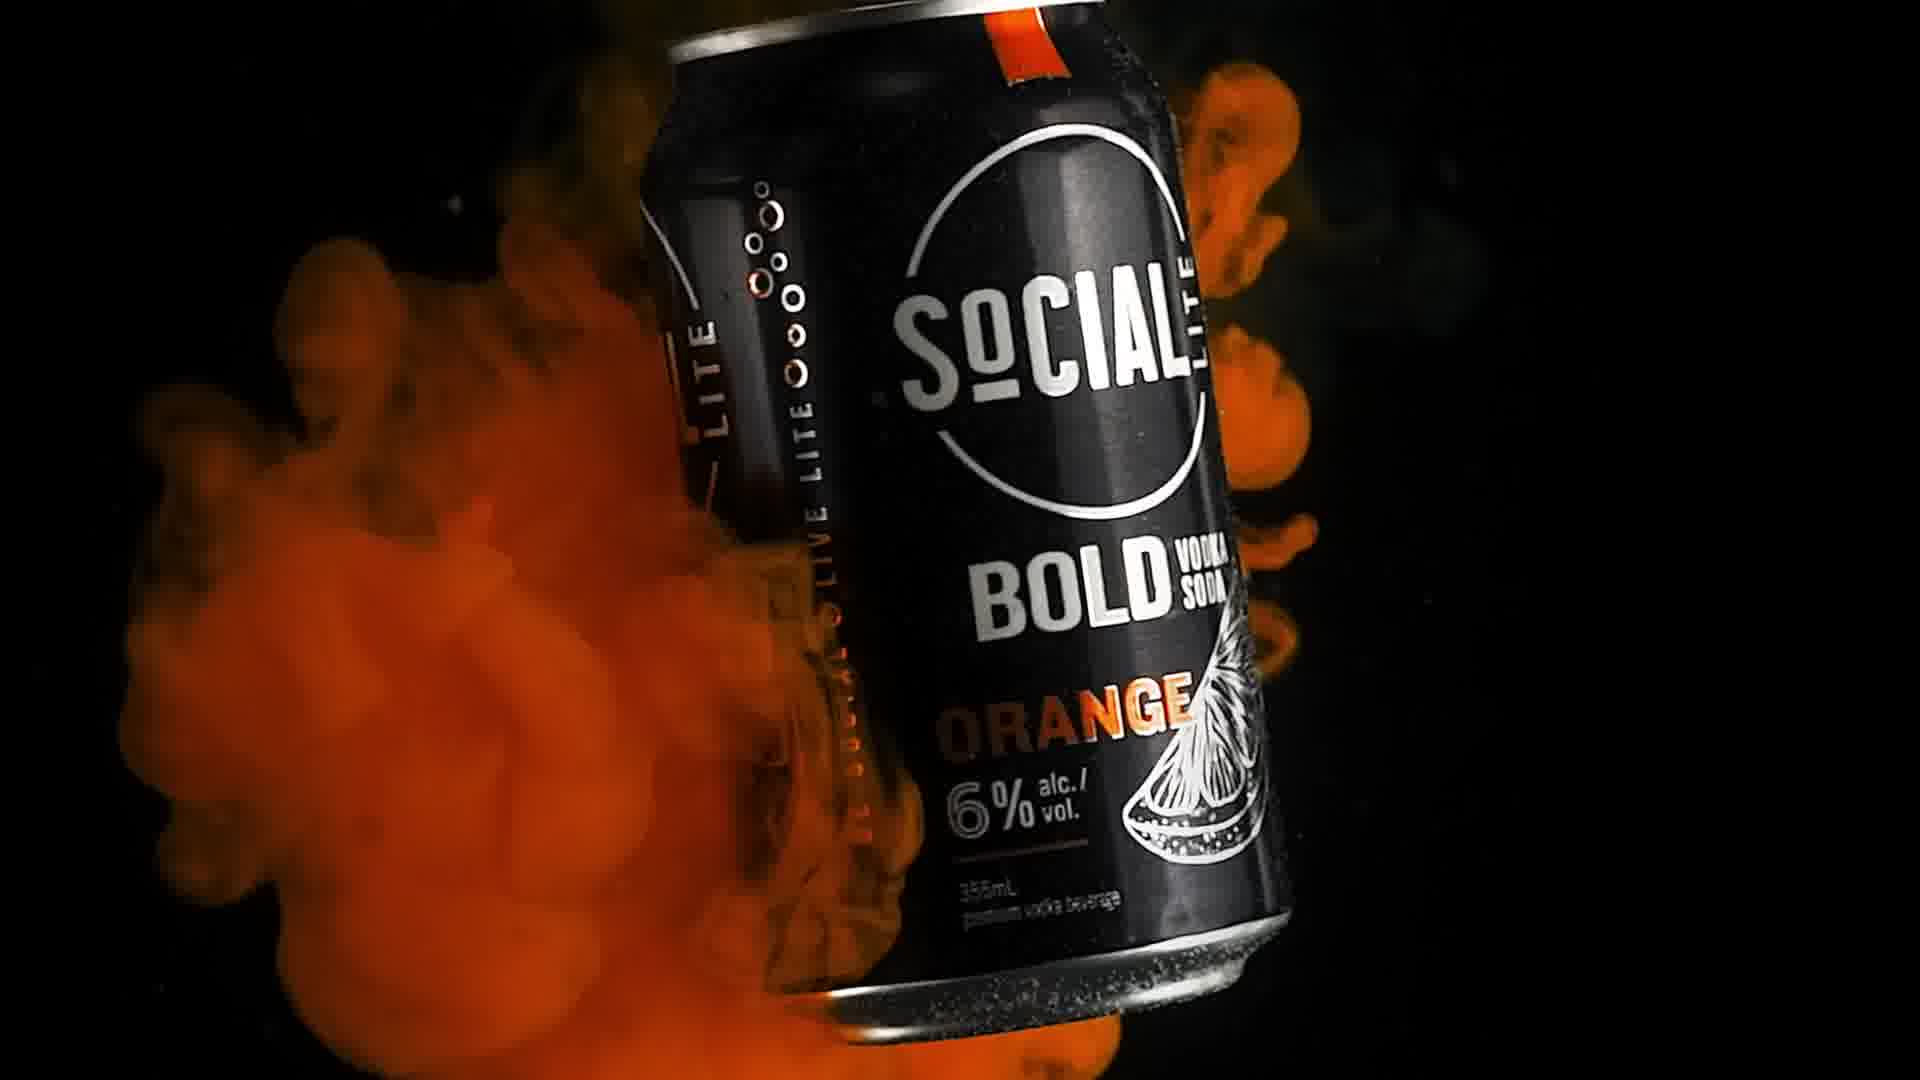 LITE
LIVE LITE
SOCIAL
LITE
BOLD
VODKA
SODA
ORANGE
6% alc./
vol.
355mL
premium vodka beverage